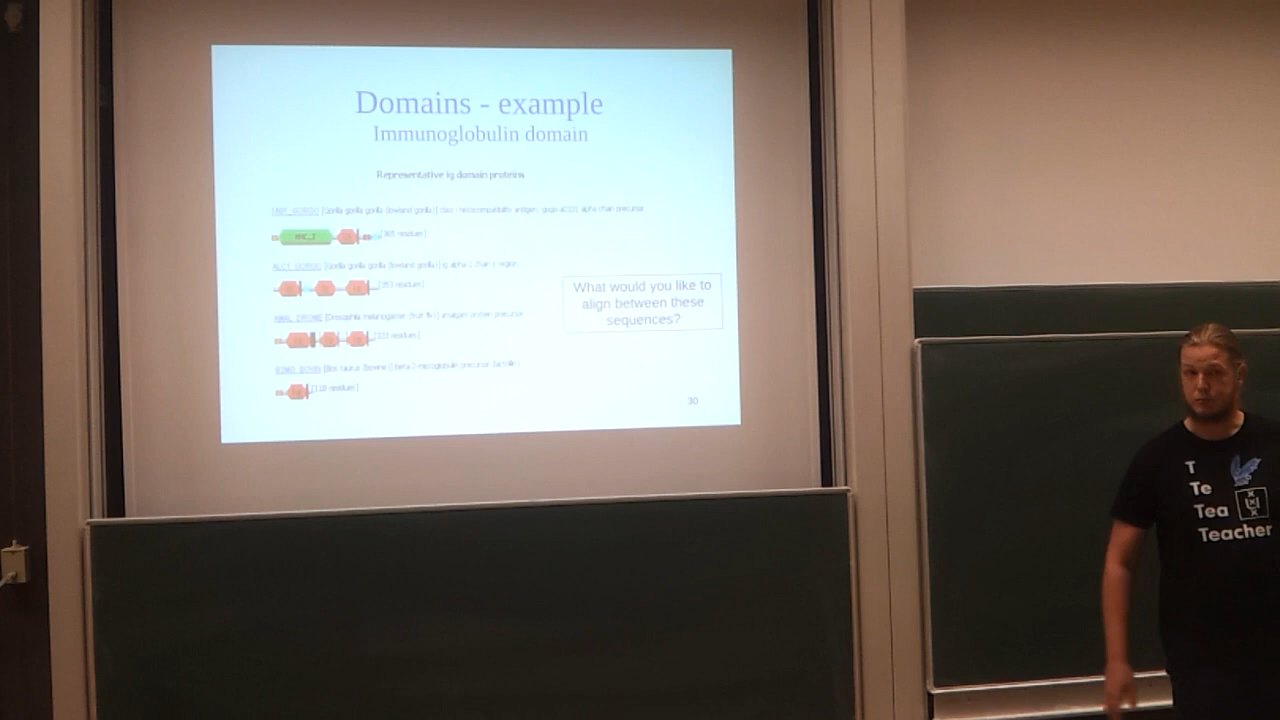 Domains - example
Immunoglobulin domain
Representative Ig domain proteins
[Gorilla gorilla gorilla (lowland gorilla)] class I histocompatibility antigen, gogo-a0101 alpha chain precursor
MHC_I
[365 residues]
[Gorilla gorilla gorilla (lowland gorilla)] ig alpha-1 chain c region
[353 residues]
[Drosophila melanogaster (fruit fly)] amalgam protein precursor
[333 residues]
[Bos taurus (bovine)] beta-2-microglobulin precursor (lactollin)
[118 residues]
What would you like to
align between these
sequences?
30
T
Te
Tea
Teacher